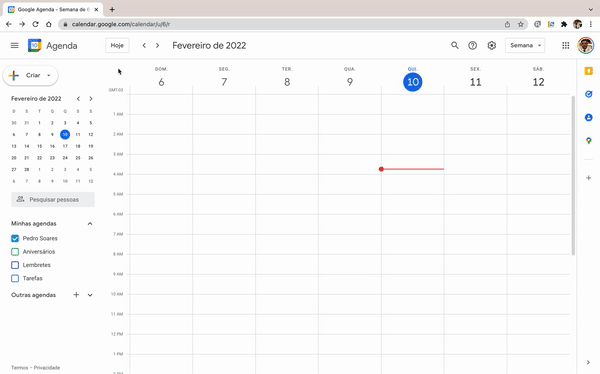 Google Agenda - Semana de
calendar.google.com/calendar/u/6/r
Agenda
Hoje
Fevereiro de 2022
Semana
Criar
DOM. SEG. TER. QUA. QUI. SEX. SÁB.
6 7 8 9 10 11 12
Fevereiro de 2022
D S T Q Q S S
30 31 1 2 3 4 5
6 7 8 9 10 11 12
13 14 15 16 17 18 19
20 21 22 23 24 25 26
27 28 1 2 3 4 5
6 7 8 9 10 11 12
Pesquisar pessoas
Minhas agendas
Pedro Soares
Aniversários
Lembretes
Tarefas
Outras agendas
Termos – Privacidade
GMT-03
1 AM
2 AM
3 AM
4 AM
5 AM
6 AM
7 AM
8 AM
9 AM
10 AM
11 AM
12 PM
1 PM